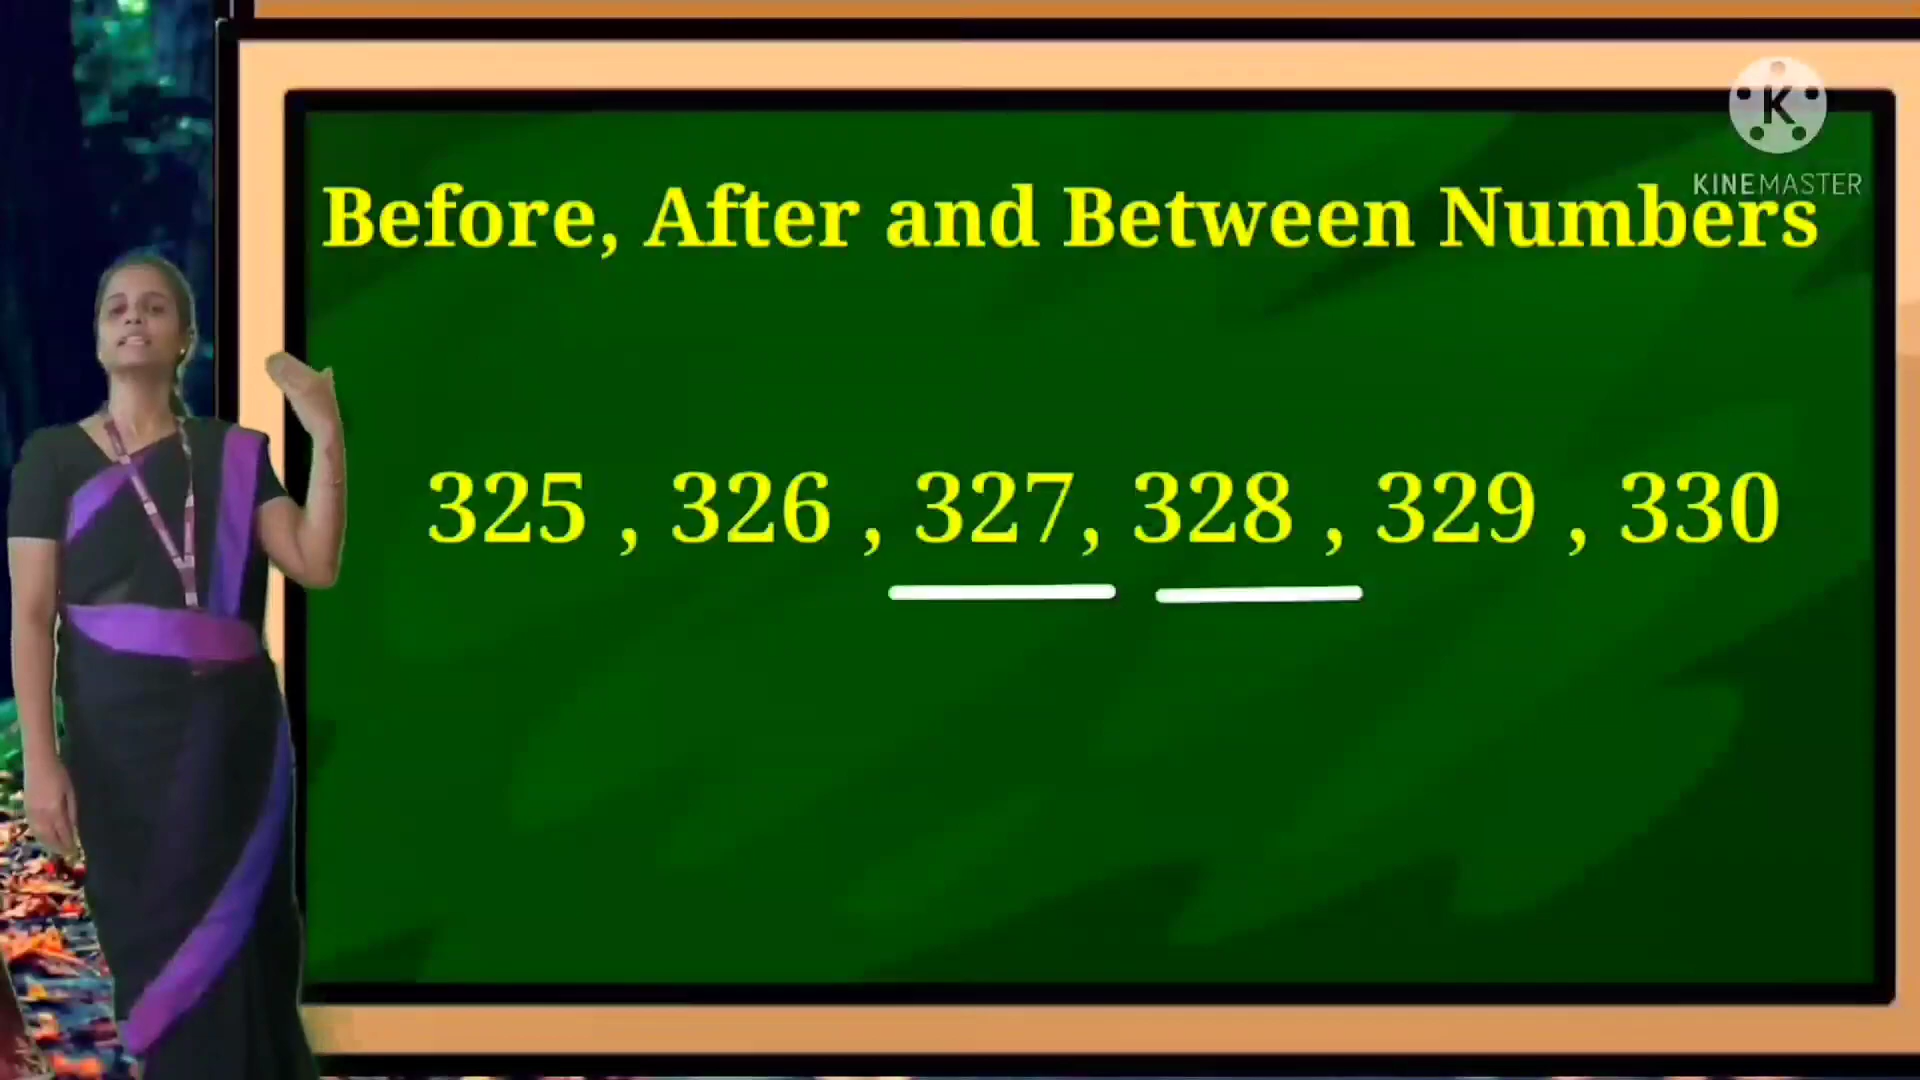 K
KINEMASTER
Before, After and Between Numbers
325 , 326 , 327, 328 , 329 , 330